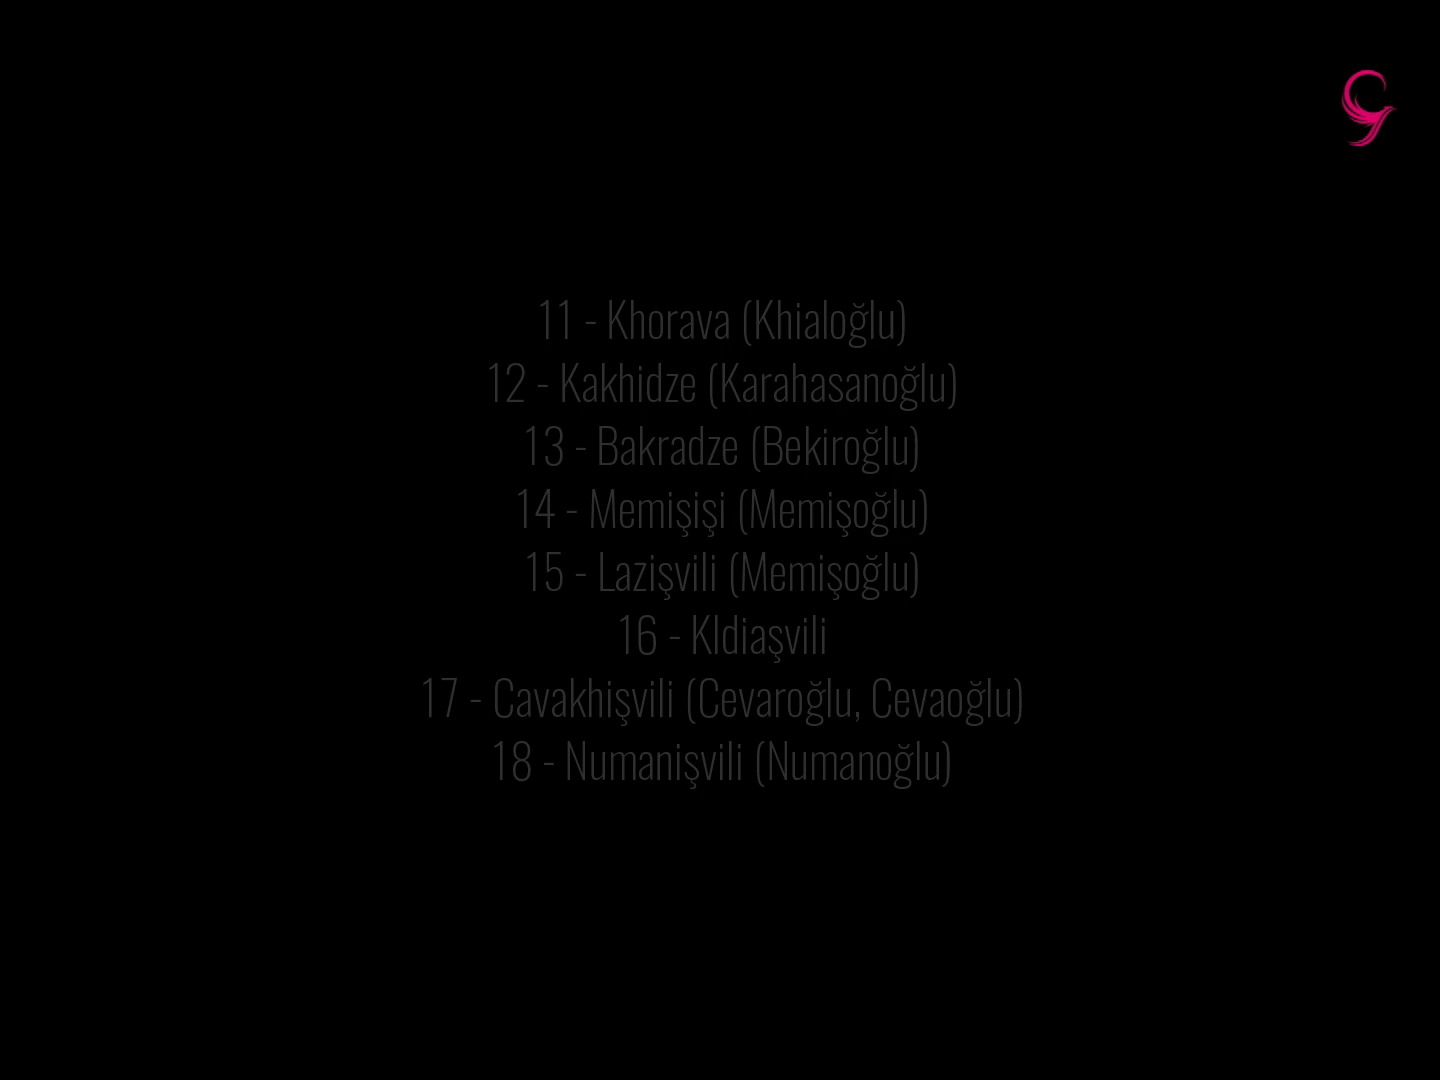 11 - Khorava (Khialoğlu)
12 - Kakhidze (Karahasanoğlu)
13 - Bakradze (Bekiroğlu)
14 - Memişişi (Memişoğlu)
15 - Lazişvili (Memişoğlu)
16 - Kldiaşvili
17 - Cavakhişvili (Cevaroğlu, Cevaoğlu)
18 - Numanişvili (Numanoğlu)